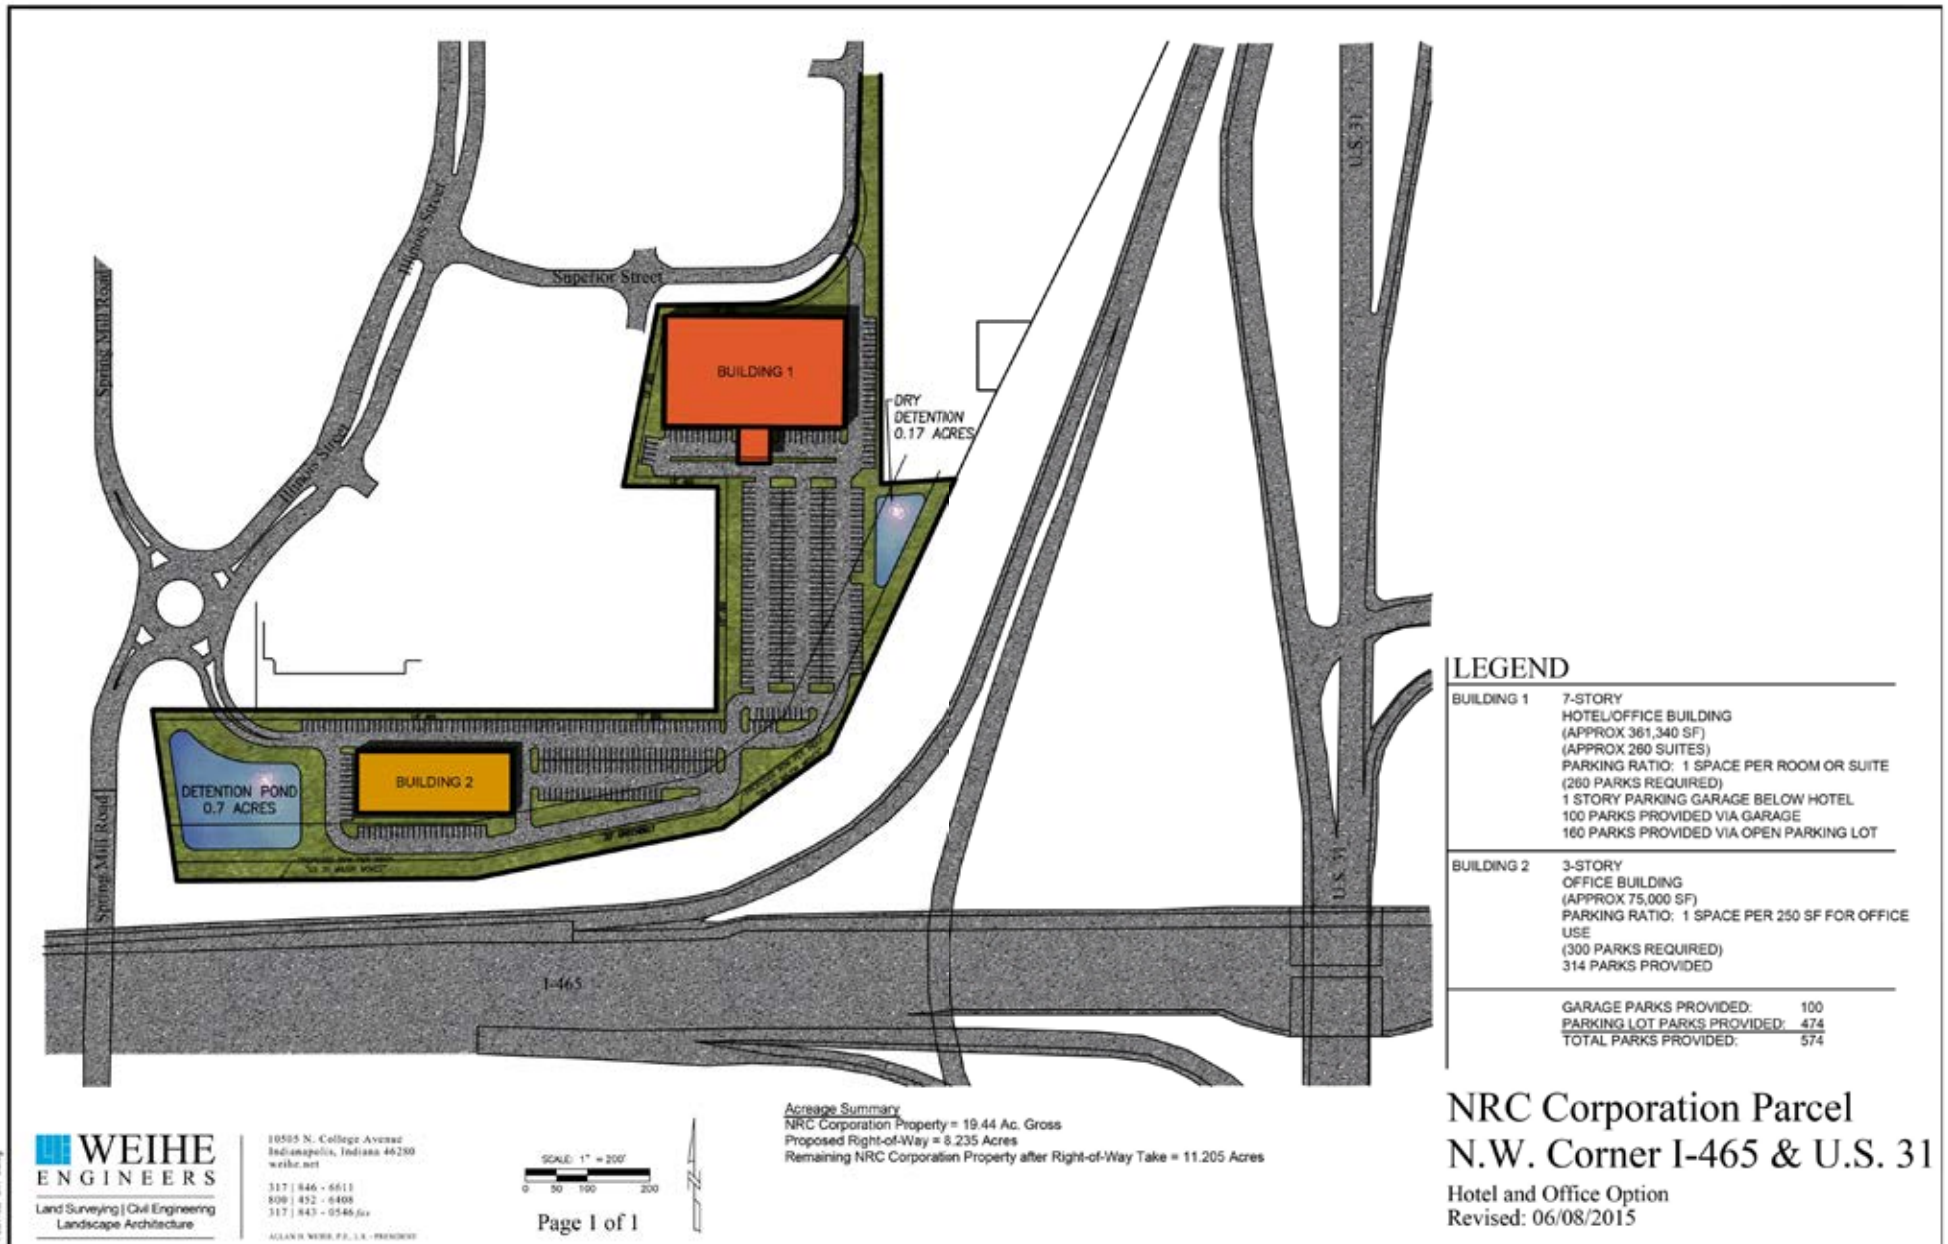 U.S. 31
Illinois Street
Superior Street
Spring Mill Road
BUILDING 1
DRY
DETENTION
0.17 ACRES
Illinois Street
BUILDING 2
DETENTION POND
0.7 ACRES
Spring Mill Road
U.S. 31
I-465
LEGEND
BUILDING 1 7-STORY
HOTEL/OFFICE BUILDING
(APPROX 361,340 SF)
(APPROX 260 SUITES)
PARKING RATIO: 1 SPACE PER ROOM OR SUITE
(260 PARKS REQUIRED)
1 STORY PARKING GARAGE BELOW HOTEL
100 PARKS PROVIDED VIA GARAGE
160 PARKS PROVIDED VIA OPEN PARKING LOT
BUILDING 2 3-STORY
OFFICE BUILDING
(APPROX 75,000 SF)
PARKING RATIO: 1 SPACE PER 250 SF FOR OFFICE
USE
(300 PARKS REQUIRED)
314 PARKS PROVIDED
GARAGE PARKS PROVIDED: 100
PARKING LOT PARKS PROVIDED: 474
TOTAL PARKS PROVIDED: 574
NRC Corporation Parcel
N.W. Corner I-465 & U.S. 31
Hotel and Office Option
Revised: 06/08/2015
Acreage Summary
NRC Corporation Property = 19.44 Ac. Gross
Proposed Right-of-Way = 8.235 Acres
Remaining NRC Corporation Property after Right-of-Way Take = 11.205 Acres
SCALE: 1" = 200'
0 50 100 200
Page 1 of 1
N
WEIHE
ENGINEERS
Land Surveying | Civil Engineering
Landscape Architecture
10505 N. College Avenue
Indianapolis, Indiana 46280
weihe.net
317 | 846 - 6611
800 | 452 - 6408
317 | 843 - 0546 fax
ALLAN H. WEIHE, P.E., L.S. - PRESIDENT